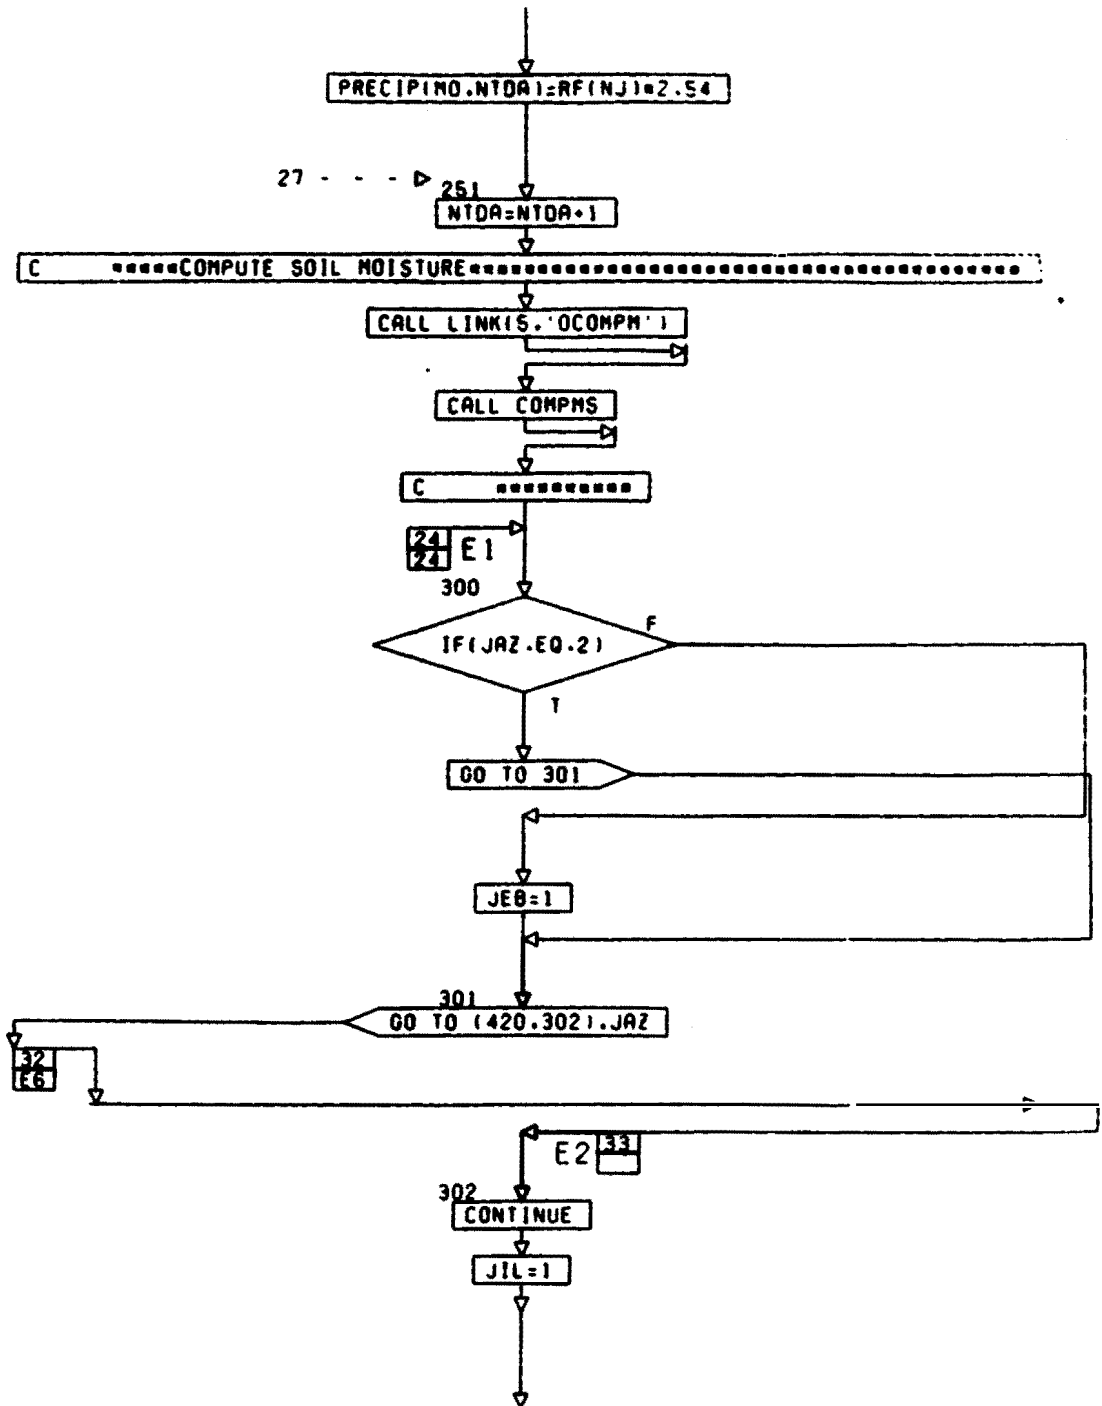 PRECIP(MO.NTDA)=RF(NJ)*2.54
27 - - -
251
NTDA=NTDA+1
C *****COMPUTE SOIL MOISTURE****************************************
CALL LINK(5.'OCOMPM')
CALL COMPMS
C **********
24
24 E1
300
F
IF(JAZ.EQ.2)
T
GO TO 301
JEB=1
301
GO TO (420.302).JAZ
32
E6
E2 33
302
CONTINUE
JIL=1